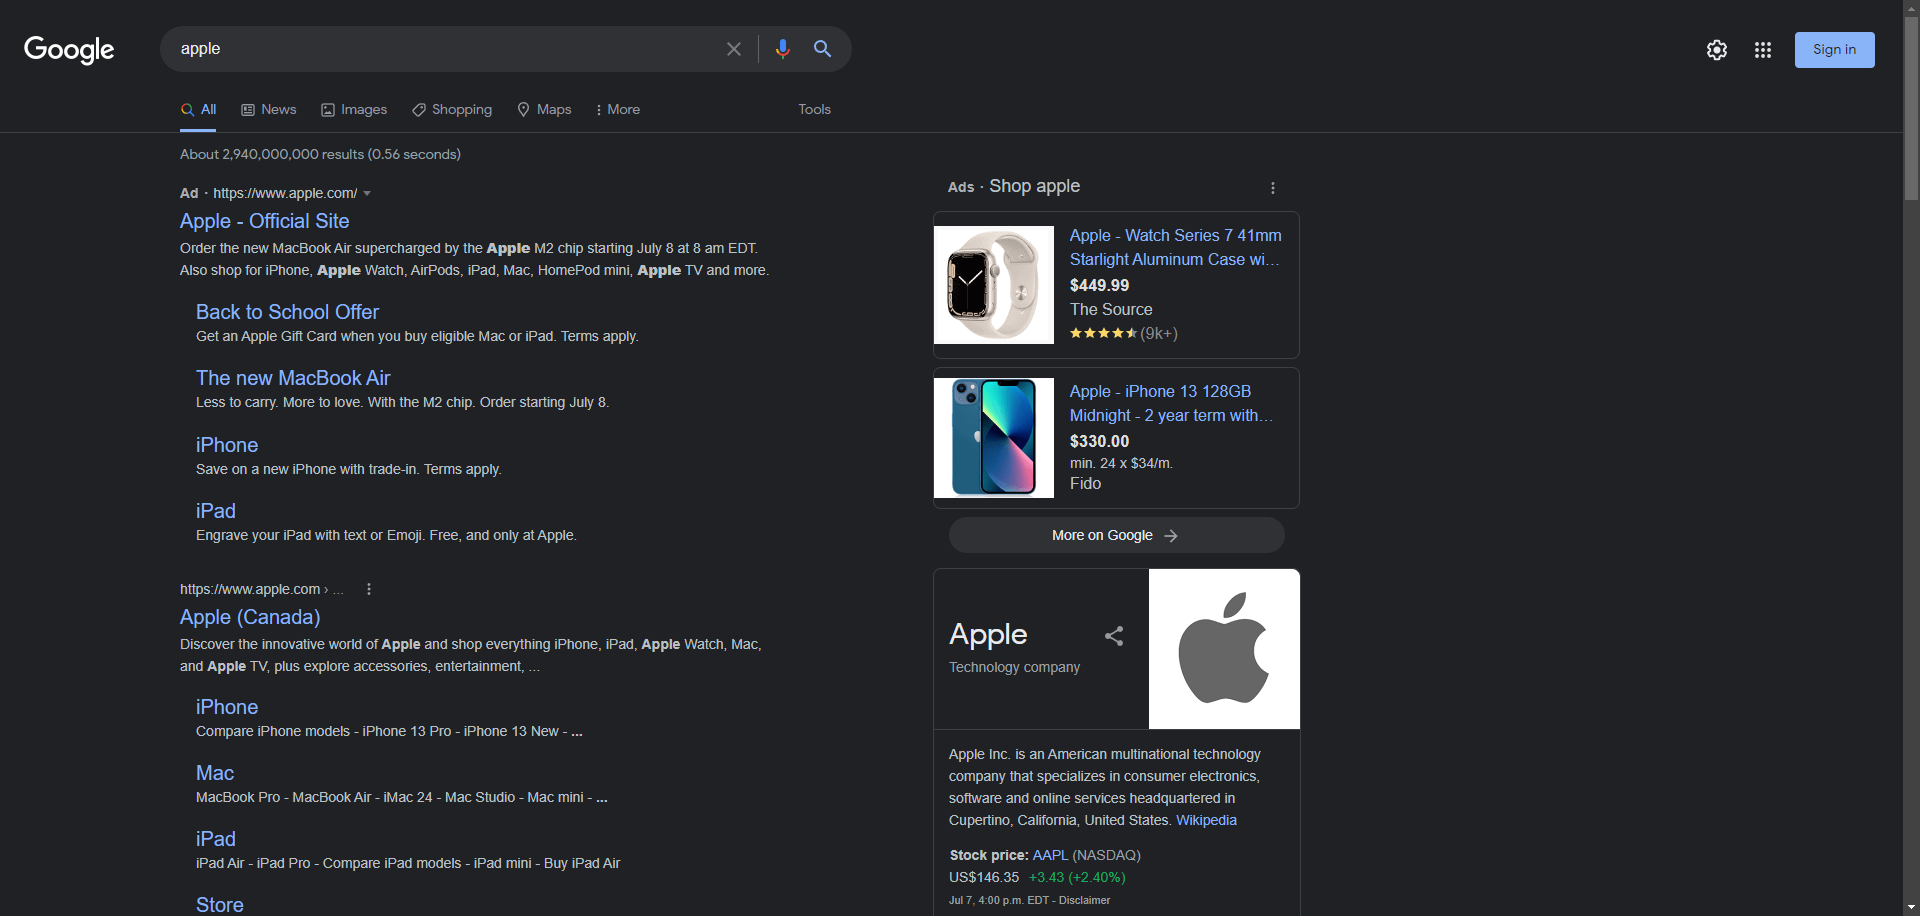 Google
apple
Sign in
All News Images Shopping Maps More Tools
About 2,940,000,000 results (0.56 seconds)
Ad · https://www.apple.com/
Apple - Official Site
Order the new MacBook Air supercharged by the Apple M2 chip starting July 8 at 8 am EDT.
Also shop for iPhone, Apple Watch, AirPods, iPad, Mac, HomePod mini, Apple TV and more.
Back to School Offer
Get an Apple Gift Card when you buy eligible Mac or iPad. Terms apply.
The new MacBook Air
Less to carry. More to love. With the M2 chip. Order starting July 8.
iPhone
Save on a new iPhone with trade-in. Terms apply.
iPad
Engrave your iPad with text or Emoji. Free, and only at Apple.
https://www.apple.com › ...
Apple (Canada)
Discover the innovative world of Apple and shop everything iPhone, iPad, Apple Watch, Mac,
and Apple TV, plus explore accessories, entertainment, ...
iPhone
Compare iPhone models - iPhone 13 Pro - iPhone 13 New - ...
Mac
MacBook Pro - MacBook Air - iMac 24 - Mac Studio - Mac mini - ...
iPad
iPad Air - iPad Pro - Compare iPad models - iPad mini - Buy iPad Air
Store
Ads · Shop apple
Apple - Watch Series 7 41mm
Starlight Aluminum Case wi...
$449.99
The Source
(9k+)
Apple - iPhone 13 128GB
Midnight - 2 year term with...
$330.00
min. 24 x $34/m.
Fido
More on Google
Apple
Technology company
Apple Inc. is an American multinational technology
company that specializes in consumer electronics,
software and online services headquartered in
Cupertino, California, United States. Wikipedia
Stock price: AAPL (NASDAQ)
US$146.35 +3.43 (+2.40%)
Jul 7, 4:00 p.m. EDT - Disclaimer